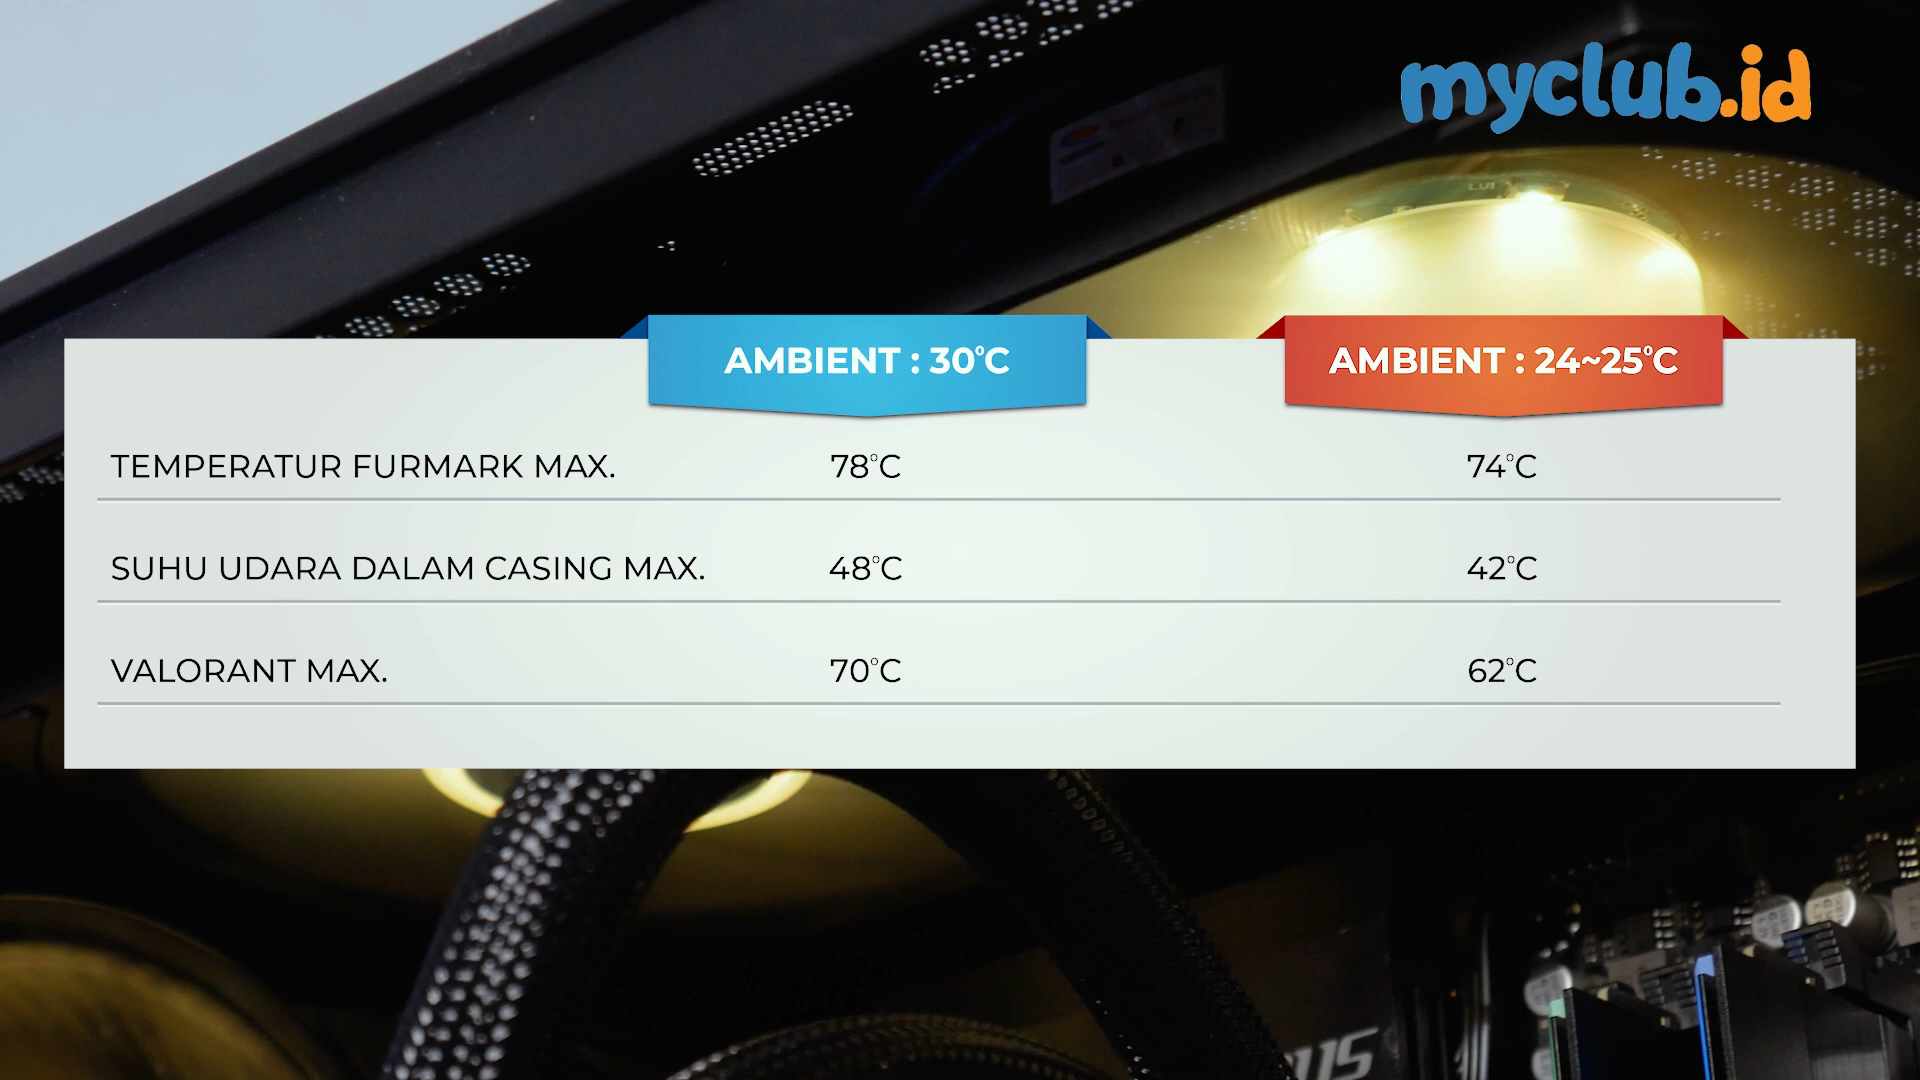 myclub.id
AMBIENT : 30°C
AMBIENT : 24~25°C
TEMPERATUR FURMARK MAX. 78°C 74°C
SUHU UDARA DALAM CASING MAX. 48°C 42°C
VALORANT MAX. 70°C 62°C